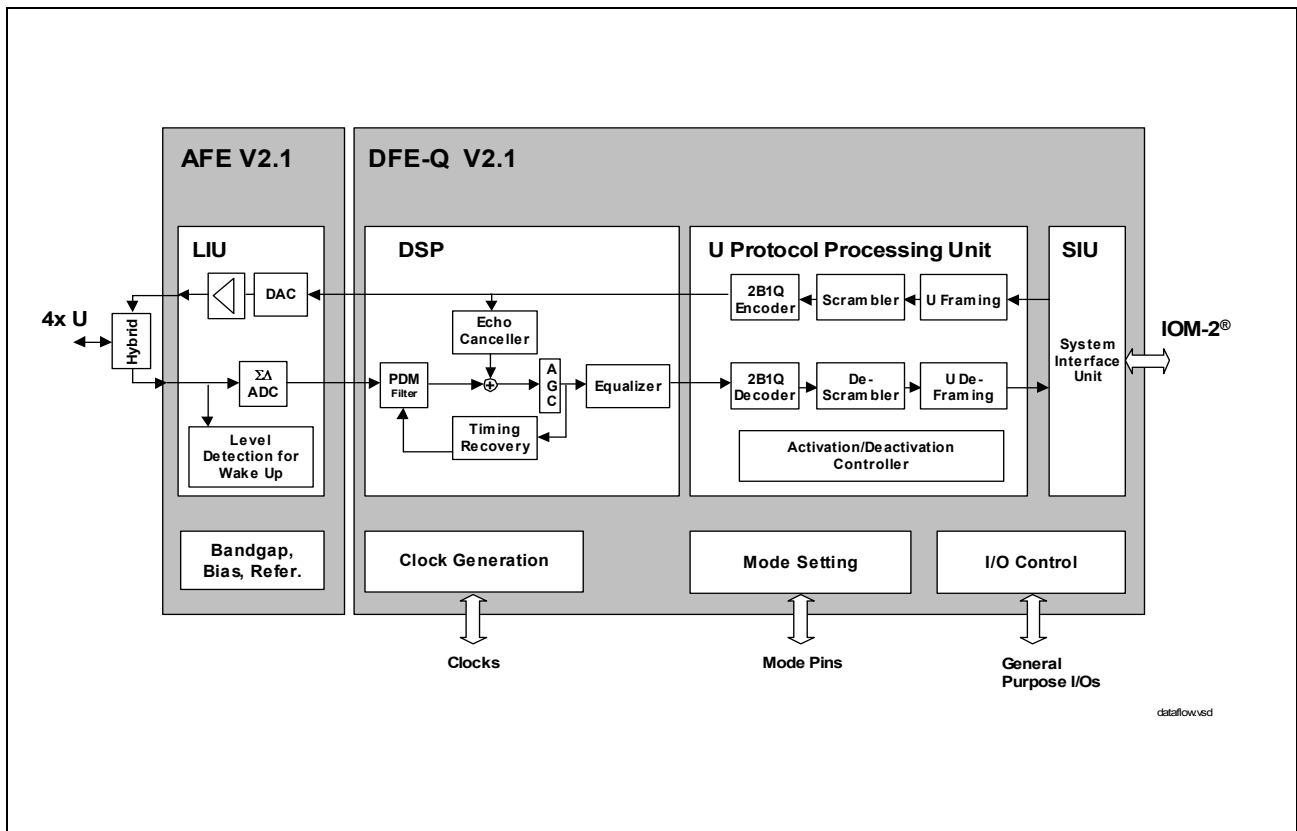 AFE V2.1
DFE-Q V2.1
LIU
DSP
U Protocol Processing Unit
SIU
DAC
2B1Q
Encoder
Scrambler
U Framing
4x U
Hybrid
Echo
Canceller
IOM-2®
System
Interface
Unit
ΣΔ
ADC
PDM
Filter
A
G
C
Equalizer
2B1Q
Decoder
De-
Scrambler
U De-
Framing
Level
Detection for
Wake Up
Timing
Recovery
Activation/Deactivation
Controller
Bandgap,
Bias, Refer.
Clock Generation
Mode Setting
I/O Control
Clocks
Mode Pins
General
Purpose I/Os
dataflow.vsd